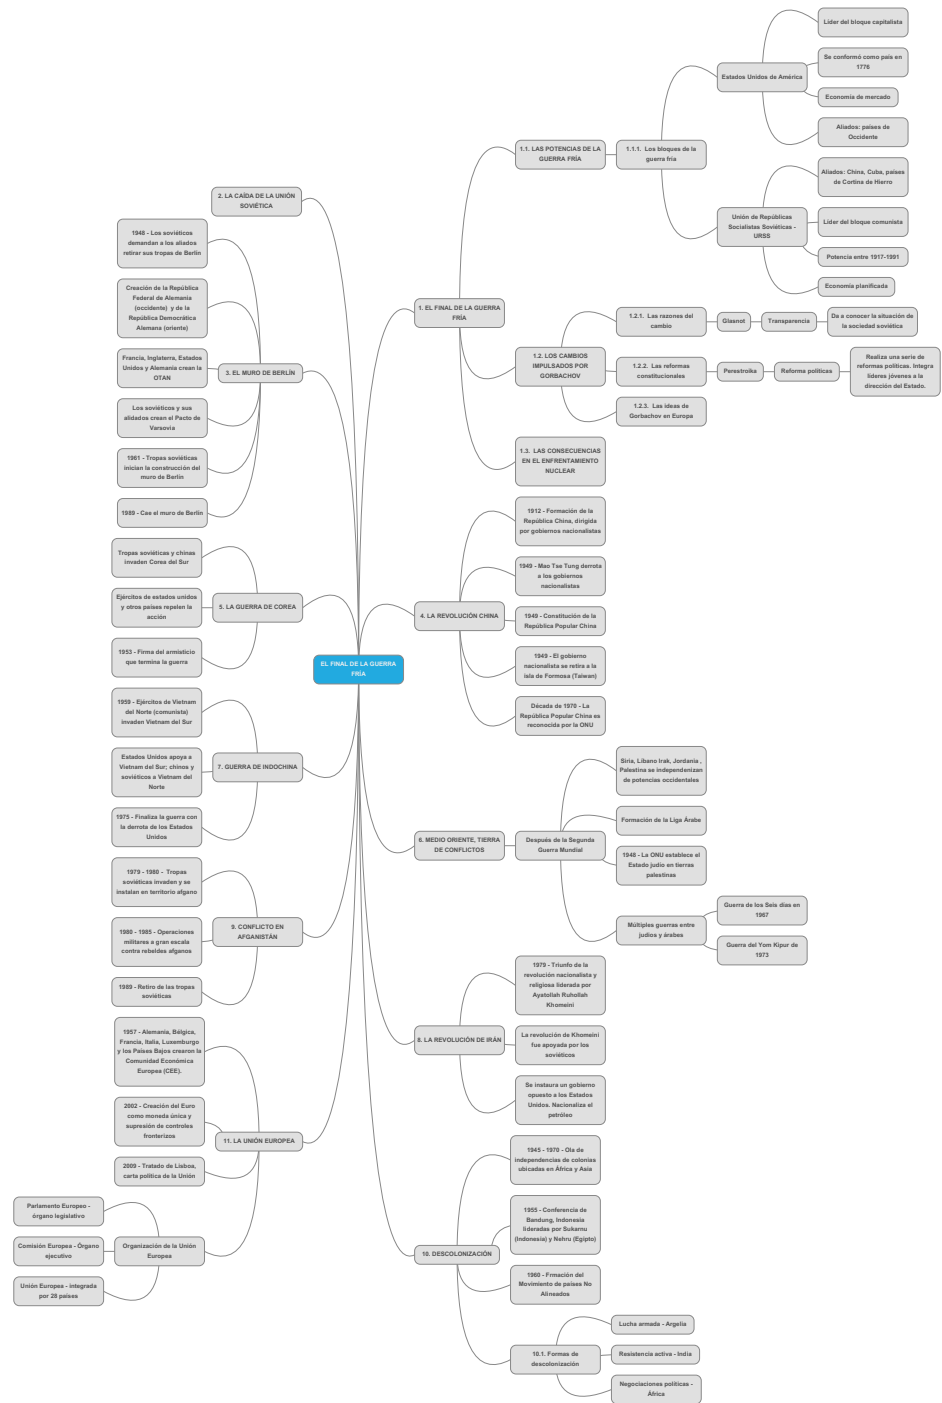 EL FINAL DE LA GUERRA
FRÍA
1. EL FINAL DE LA GUERRA
FRÍA
1.1. LAS POTENCIAS DE LA
GUERRA FRÍA
1.1.1. Los bloques de la
guerra fría
Estados Unidos de América
Líder del bloque capitalista
Se conformó como país en
1776
Economía de mercado
Aliados: países de
Occidente
Unión de Repúblicas
Socialistas Soviéticas -
URSS
Aliados: China, Cuba, países
de Cortina de Hierro
Líder del bloque comunista
Potencia entre 1917-1991
Economía planificada
1.2. LOS CAMBIOS
IMPULSADOS POR
GORBACHOV
1.2.1. Las razones del
cambio
Glasnot
Transparencia
Da a conocer la situación de
la sociedad soviética
1.2.2. Las reformas
constitucionales
Perestroika
Reforma políticas
Realiza una serie de
reformas políticas. Integra
líderes jóvenes a la
dirección del Estado.
1.2.3. Las ideas de
Gorbachov en Europa
1.3. LAS CONSECUENCIAS
EN EL ENFRENTAMIENTO
NUCLEAR
2. LA CAÍDA DE LA UNIÓN
SOVIÉTICA
3. EL MURO DE BERLÍN
1948 - Los soviéticos
demandan a los aliados
retirar sus tropas de Berlín
Creación de la República
Federal de Alemania
(occidente) y de la
República Democrática
Alemana (oriente)
Francia, Inglaterra, Estados
Unidos y Alemania crean la
OTAN
Los soviéticos y sus
alidados crean el Pacto de
Varsovia
1961 - Tropas soviéticas
inician la construcción del
muro de Berlín
1989 - Cae el muro de Berlín
4. LA REVOLUCIÓN CHINA
1912 - Formación de la
República China, dirigida
por gobiernos nacionalistas
1949 - Mao Tse Tung derrota
a los gobiernos
nacionalistas
1949 - Constitución de la
República Popular China
1949 - El gobierno
nacionalista se retira a la
isla de Formosa (Taiwan)
Década de 1970 - La
República Popular China es
reconocida por la ONU
5. LA GUERRA DE COREA
Tropas soviéticas y chinas
invaden Corea del Sur
Ejércitos de estados unidos
y otros países repelen la
acción
1953 - Firma del armisticio
que termina la guerra
6. MEDIO ORIENTE, TIERRA
DE CONFLICTOS
Después de la Segunda
Guerra Mundial
Siria, Líbano Irak, Jordania ,
Palestina se independenizan
de potencias occidentales
Formación de la Liga Árabe
1948 - La ONU establece el
Estado judío en tierras
palestinas
Múltiples guerras entre
judíos y árabes
Guerra de los Seis días en
1967
Guerra del Yom Kipur de
1973
7. GUERRA DE INDOCHINA
1959 - Ejércitos de Vietnam
del Norte (comunista)
invaden Vietnam del Sur
Estados Unidos apoya a
Vietnam del Sur; chinos y
soviéticos a Vietnam del
Norte
1975 - Finaliza la guerra con
la derrota de los Estados
Unidos
8. LA REVOLUCIÓN DE IRÁN
1979 - Triunfo de la
revolución nacionalista y
religiosa liderada por
Ayatollah Ruhollah
Khomeini
La revolución de Khomeini
fue apoyada por los
soviéticos
Se instaura un gobierno
opuesto a los Estados
Unidos. Nacionaliza el
petróleo
9. CONFLICTO EN
AFGANISTÁN
1979 - 1980 - Tropas
soviéticas invaden y se
instalan en territorio afgano
1980 - 1985 - Operaciones
militares a gran escala
contra rebeldes afganos
1989 - Retiro de las tropas
soviéticas
10. DESCOLONIZACIÓN
1945 - 1970 - Ola de
independencias de colonias
ubicadas en África y Asia
1955 - Conferencia de
Bandung, Indonesia
lideradas por Sukarnu
(Indonesia) y Nehru (Egipto)
1960 - Frmación del
Movimiento de países No
Alineados
10.1. Formas de
descolonización
Lucha armada - Argelia
Resistencia activa - India
Negociaciones políticas -
África
11. LA UNIÓN EUROPEA
1957 - Alemania, Bélgica,
Francia, Italia, Luxemburgo
y los Países Bajos crearon la
Comunidad Económica
Europea (CEE).
2002 - Creación del Euro
como moneda única y
supresión de controles
fronterizos
2009 - Tratado de Lisboa,
carta política de la Unión
Organización de la Unión
Europea
Parlamento Europeo -
órgano legislativo
Comisión Europea - Órgano
ejecutivo
Unión Europea - integrada
por 28 países